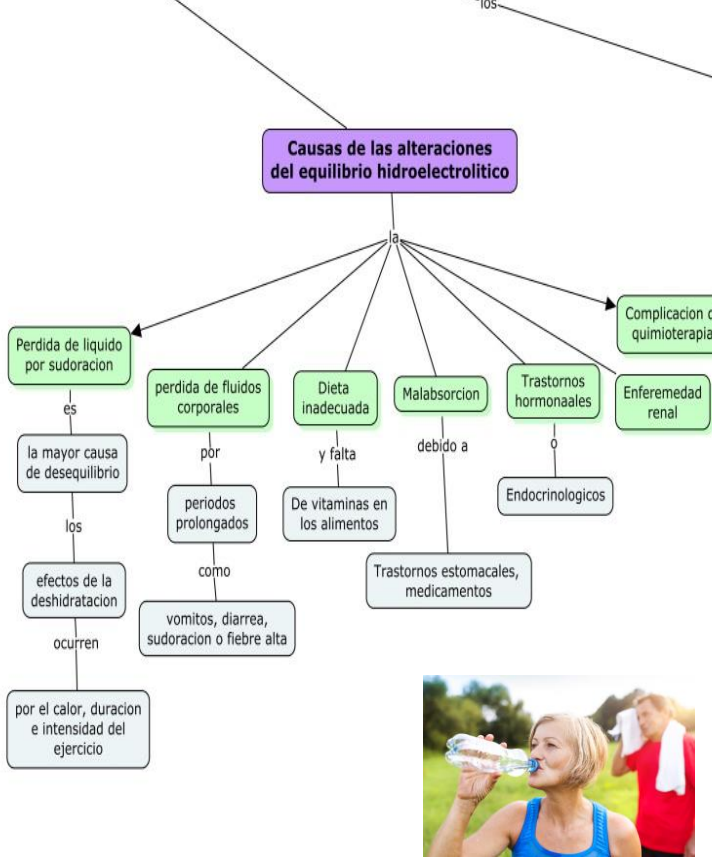 los
Causas de las alteraciones
del equilibrio hidroelectrolitico
la
Perdida de liquido
por sudoracion
es
la mayor causa
de desequilibrio
los
efectos de la
deshidratacion
ocurren
por el calor, duracion
e intensidad del
ejercicio
perdida de fluidos
corporales
por
periodos
prolongados
como
vomitos, diarrea,
sudoracion o fiebre alta
Dieta
inadecuada
y falta
De vitaminas en
los alimentos
Malabsorcion
debido a
Trastornos estomacales,
medicamentos
Trastornos
hormonaales
o
Endocrinologicos
Enferemedad
renal
Complicacion
quimioterapia